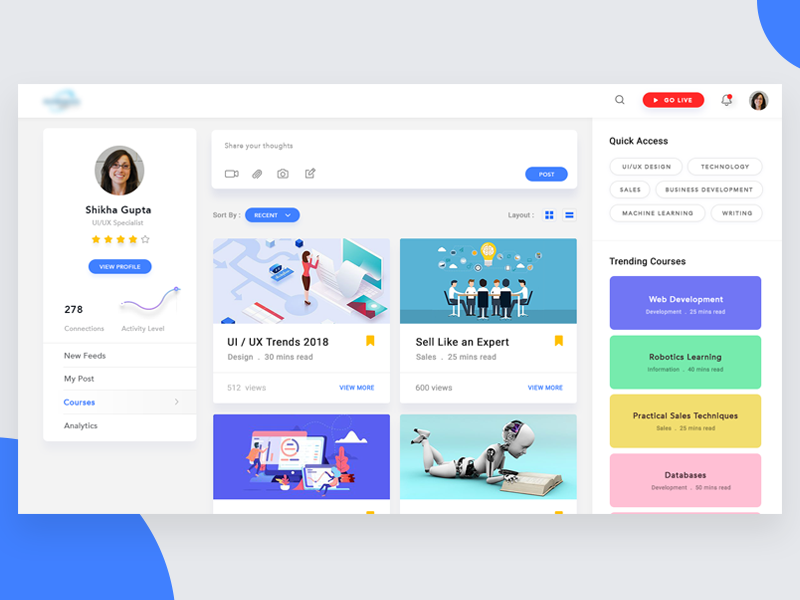 GO LIVE
Shikha Gupta
UI/UX Specialist
VIEW PROFILE
278
Connections
Activity Level
New Feeds
My Post
Courses
Analytics
Share your thoughts
POST
Sort By :
RECENT
Layout :
UI / UX Trends 2018
Design . 30 mins read
512 views
VIEW MORE
Sell Like an Expert
Sales . 25 mins read
600 views
VIEW MORE
Quick Access
UI/UX DESIGN
TECHNOLOGY
SALES
BUSINESS DEVELOPMENT
MACHINE LEARNING
WRITING
Trending Courses
Web Development
Development . 25 mins read
Robotics Learning
Information . 40 mins read
Practical Sales Techniques
Sales . 25 mins read
Databases
Development . 50 mins read